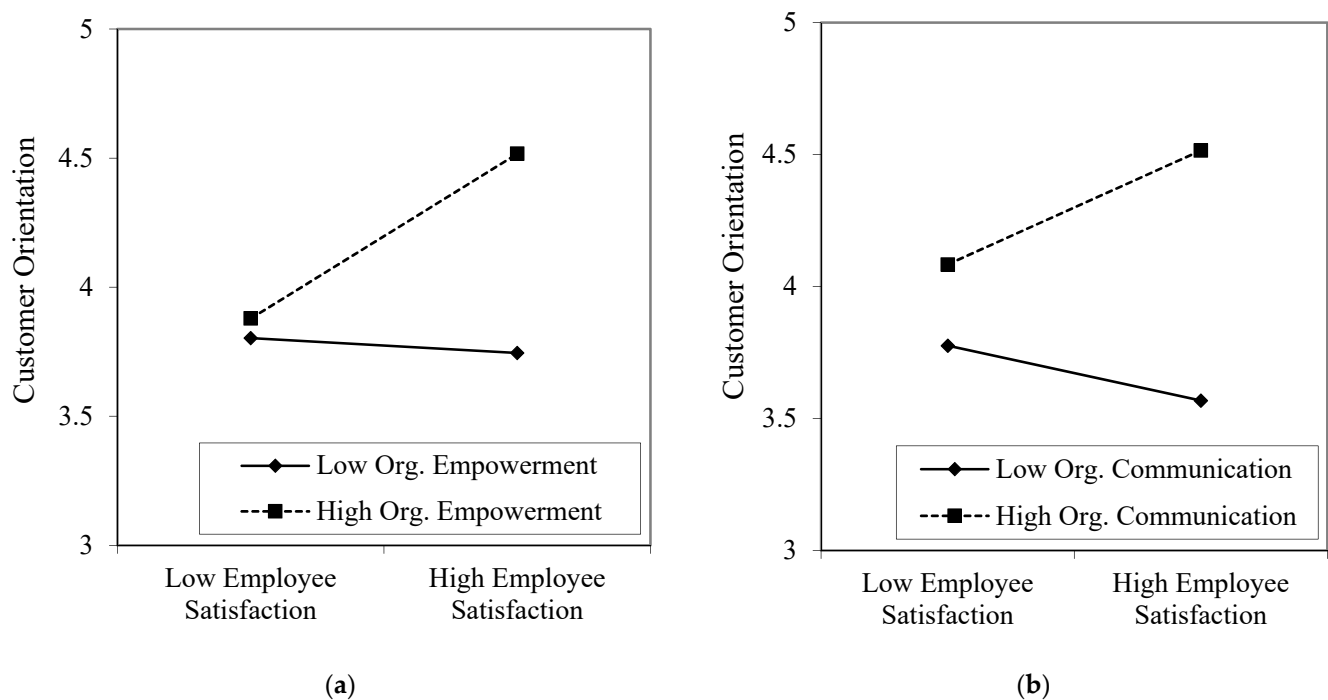 5
4.5
4
3.5
3
Customer Orientation
Low Org. Empowerment
High Org. Empowerment
Low Employee
Satisfaction
High Employee
Satisfaction
(a)
5
4.5
4
3.5
3
Customer Orientation
Low Org. Communication
High Org. Communication
Low Employee
Satisfaction
High Employee
Satisfaction
(b)